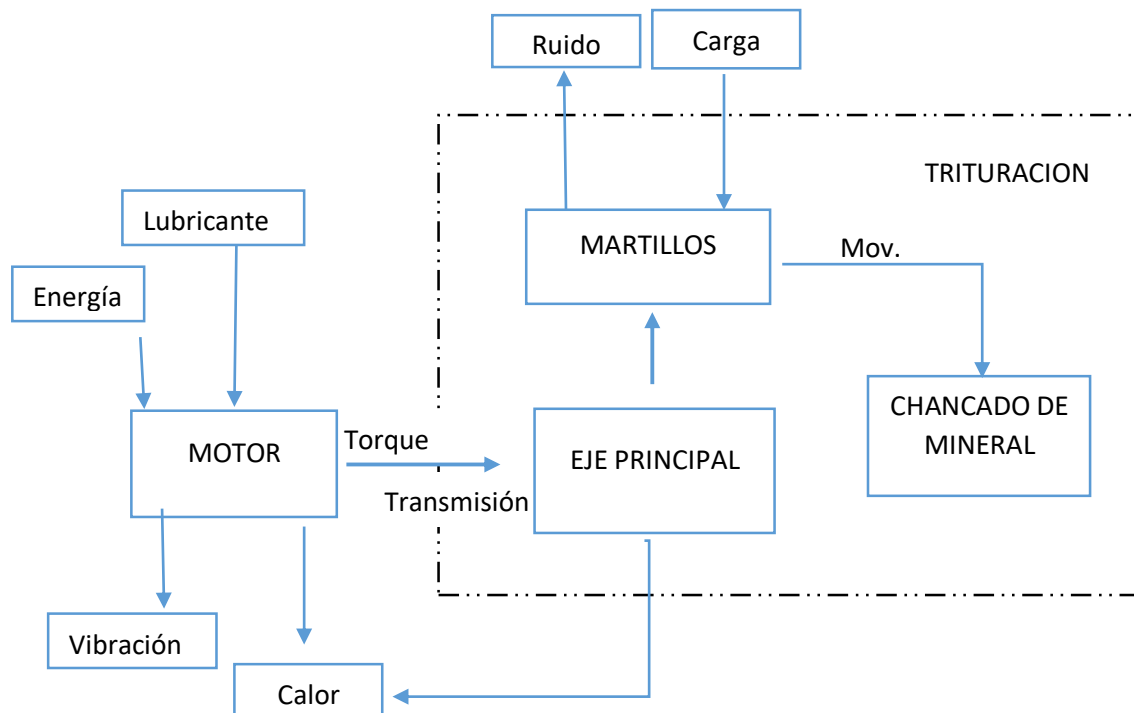 Ruido
Carga
TRITURACION
Lubricante
MARTILLOS
Mov.
Energía
CHANCADO DE
MINERAL
MOTOR
Torque
EJE PRINCIPAL
Transmisión
Vibración
Calor